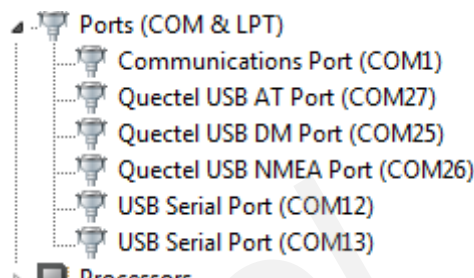 Ports (COM & LPT)
Communications Port (COM1)
Quectel USB AT Port (COM27)
Quectel USB DM Port (COM25)
Quectel USB NMEA Port (COM26)
USB Serial Port (COM12)
USB Serial Port (COM13)
Processors